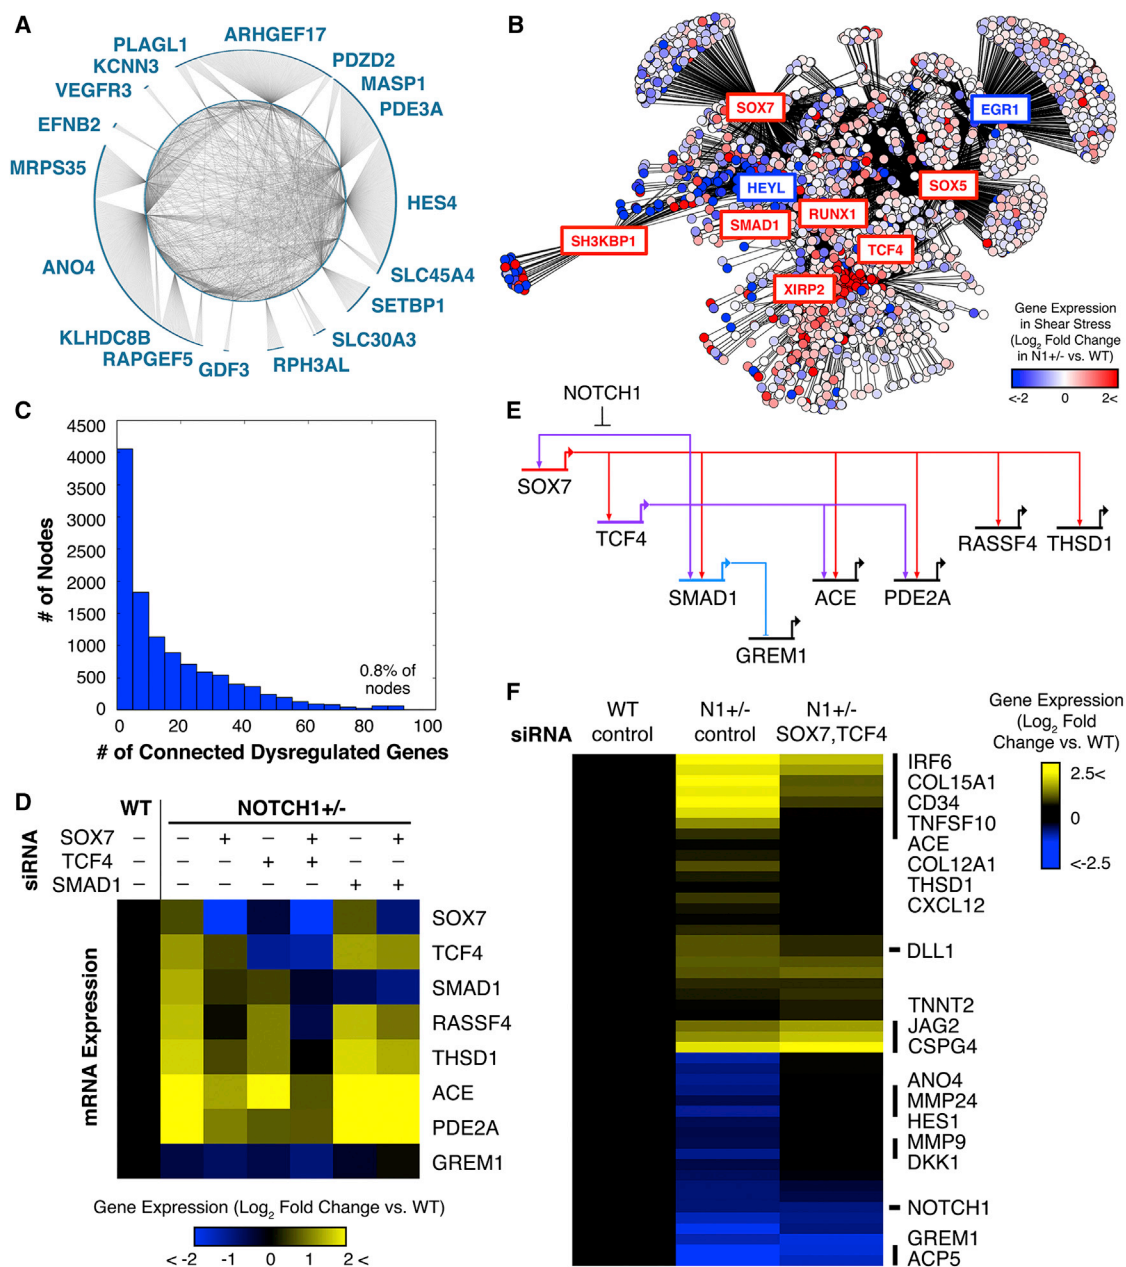 A
ARHGEF17
PLAGL1
KCNN3
VEGFR3
EFNB2
MRPS35
ANO4
KLHDC8B
RAPGEF5
GDF3
RPH3AL
SLC30A3
SETBP1
SLC45A4
HES4
PDE3A
MASP1
PDZD2
B
SOX7
EGR1
HEYL
SOX5
RUNX1
SMAD1
SH3KBP1
TCF4
XIRP2
Gene Expression
in Shear Stress
(Log2 Fold Change
in N1+/- vs. WT)
<-2 0 2<
C
# of Nodes
4500
4000
3500
3000
2500
2000
1500
1000
500
0
0.8% of
nodes
0 20 40 60 80 100
# of Connected Dysregulated Genes
E
NOTCH1
SOX7
TCF4
RASSF4 THSD1
SMAD1 ACE PDE2A
GREM1
D
WT NOTCH1+/-
siRNA
SOX7 – – + – + – +
TCF4 – – – + + – –
SMAD1 – – – – – + +
mRNA Expression
SOX7
TCF4
SMAD1
RASSF4
THSD1
ACE
PDE2A
GREM1
Gene Expression (Log2 Fold Change vs. WT)
< -2 -1 0 1 2 <
F
WT N1+/- N1+/-
siRNA control control SOX7,TCF4
Gene Expression
(Log2 Fold
Change vs. WT)
2.5<
0
<-2.5
IRF6
COL15A1
CD34
TNFSF10
ACE
COL12A1
THSD1
CXCL12
DLL1
TNNT2
JAG2
CSPG4
ANO4
MMP24
HES1
MMP9
DKK1
NOTCH1
GREM1
ACP5